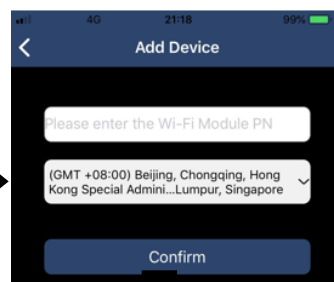 4G 21:18 99%
Add Device
Please enter the Wi-Fi Module PN
(GMT +08:00) Beijing, Chongqing, Hong
Kong Special Admini...Lumpur, Singapore
Confirm